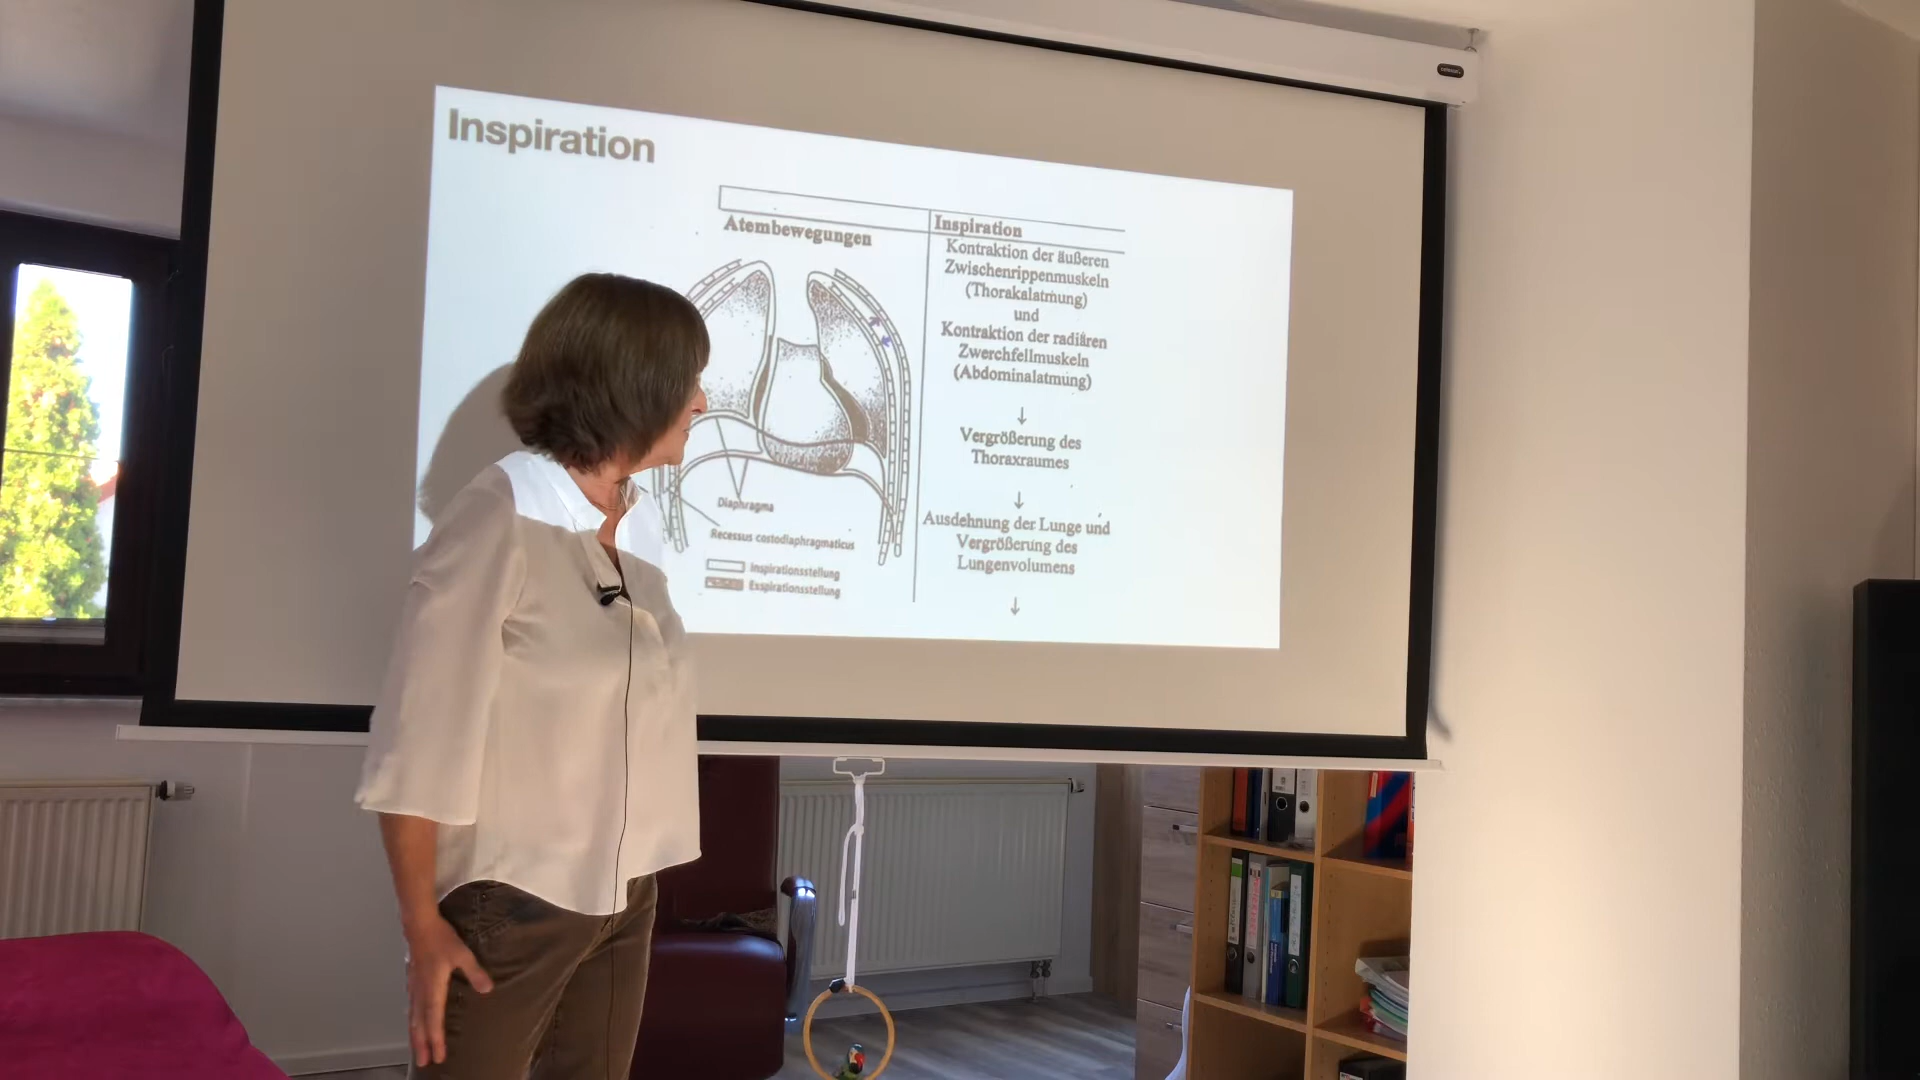 Inspiration
Atembewegungen
Diaphragma
Recessus costodiaphragmaticus
Inspirationsstellung
Exspirationsstellung
Inspiration
Kontraktion der äußeren
Zwischenrippenmuskeln
(Thorakalatmung)
und
Kontraktion der radiären
Zwerchfellmuskeln
(Abdominalatmung)
↓
Vergrößerung des
Thoraxraumes
↓
Ausdehnung der Lunge und
Vergrößerung des
Lungenvolumens
↓